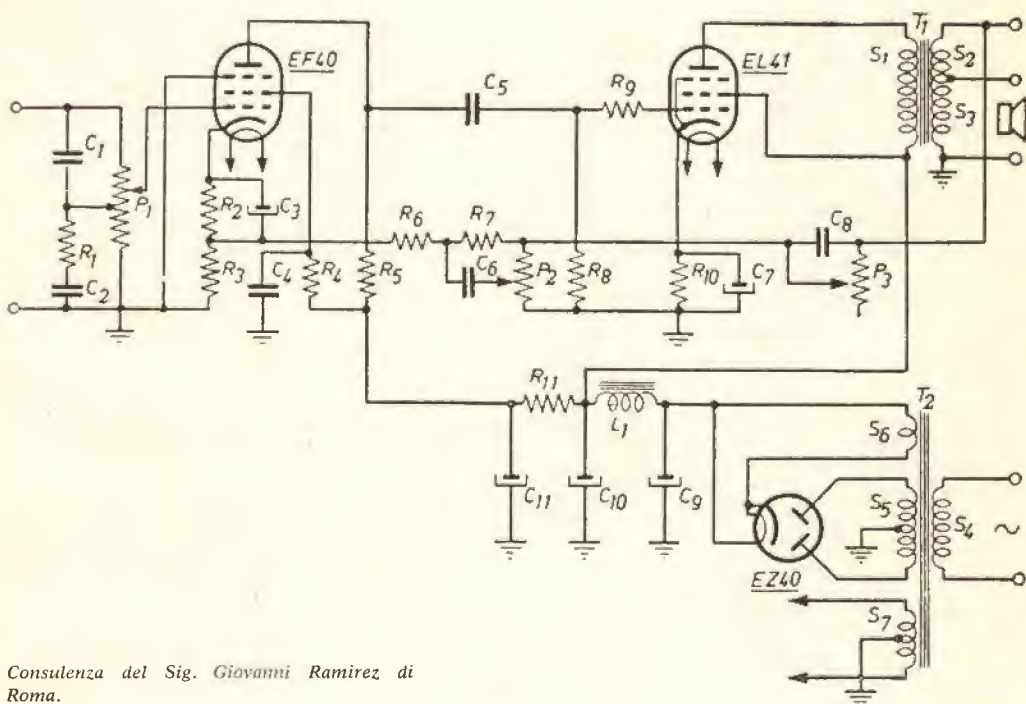 EF40
EL41
T1
S1
S2
S3
C1
P1
R1
C2
R2
C3
R3
C4
R4
R5
C5
R6
R7
C6
P2
R8
R9
R10
C7
C8
P3
R11
L1
C11
C10
C9
EZ40
T2
S6
S5
S4
~
S7
Consulenza del Sig. Giovanni Ramirez di
Roma.